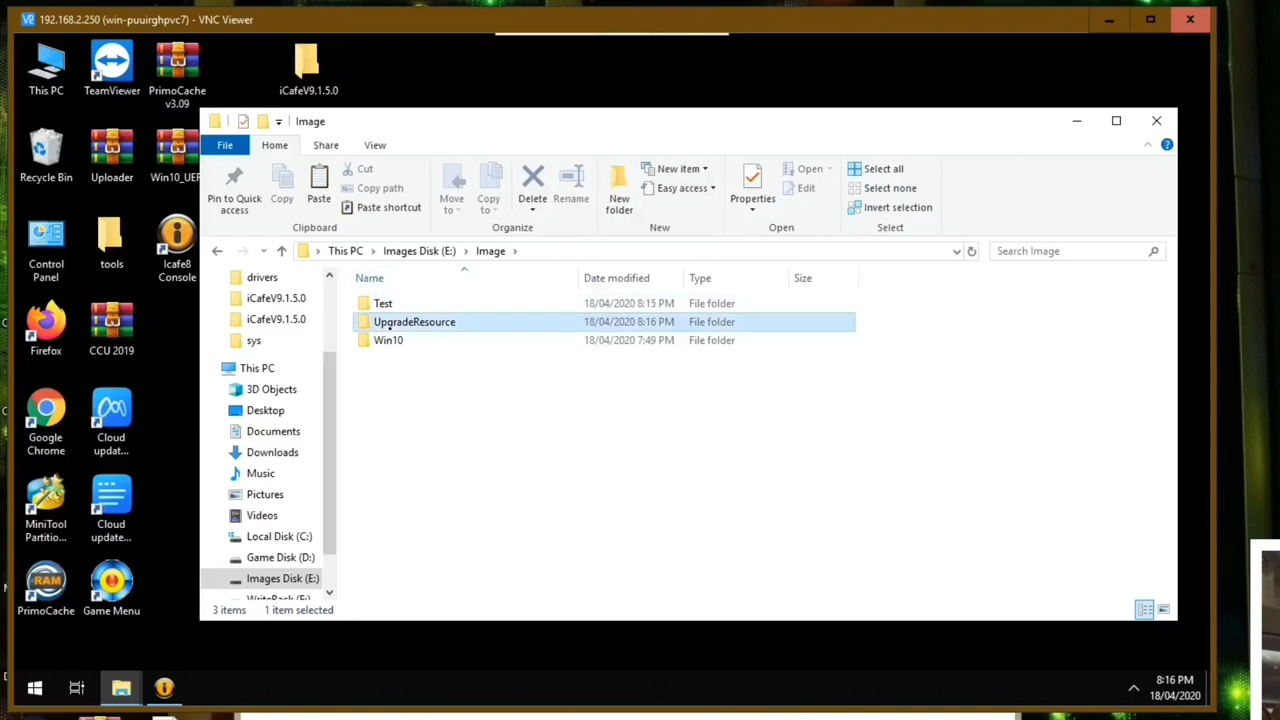 192.168.2.250 (win-puuirghpvc7) - VNC Viewer
This PC
TeamViewer
PrimoCache
v3.09
iCafeV9.1.5.0
Image
File
Home
Share
View
Pin to Quick
access
Copy
Paste
Cut
Copy path
Paste shortcut
Move
to
Copy
to
Delete
Rename
New
folder
New item
Easy access
Properties
Open
Edit
Select all
Select none
Invert selection
Clipboard
Organize
New
Open
Select
Recycle Bin
Uploader
Win10_UEF
This PC
Images Disk (E:)
Image
Search Image
Control
Panel
tools
Icafe8
Console
drivers
iCafeV9.1.5.0
iCafeV9.1.5.0
sys
This PC
3D Objects
Desktop
Documents
Downloads
Music
Pictures
Videos
Local Disk (C:)
Game Disk (D:)
Images Disk (E:)
Name
Date modified
Type
Size
Test
18/04/2020 8:15 PM
File folder
UpgradeResource
18/04/2020 8:16 PM
File folder
Win10
18/04/2020 7:49 PM
File folder
Firefox
CCU 2019
Google
Chrome
Cloud
updat...
MiniTool
Partitio...
Cloud
update...
RAM
PrimoCache
Game Menu
3 items
1 item selected
8:16 PM
18/04/2020